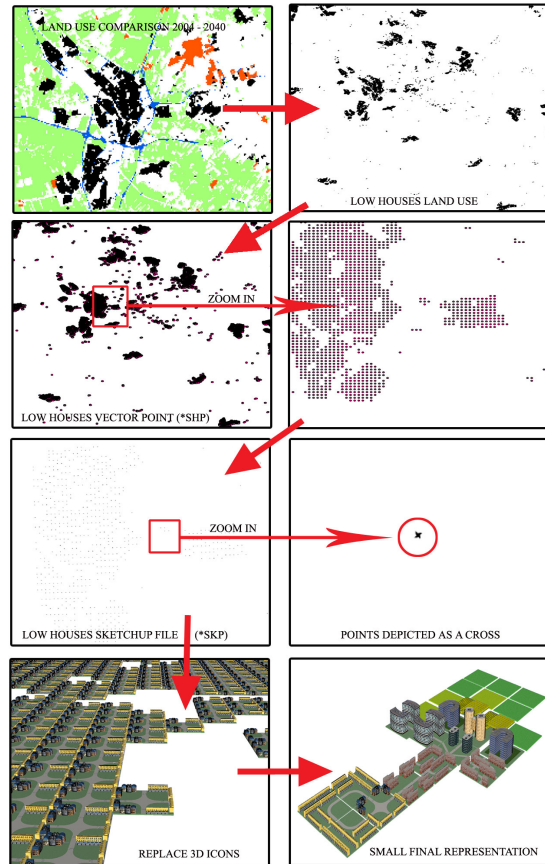 LAND USE COMPARISON 2004 - 2040
LOW HOUSES LAND USE
ZOOM IN
LOW HOUSES VECTOR POINT (*SHP)
ZOOM IN
LOW HOUSES SKETCHUP FILE (*SKP)
POINTS DEPICTED AS A CROSS
REPLACE 3D ICONS
SMALL FINAL REPRESENTATION